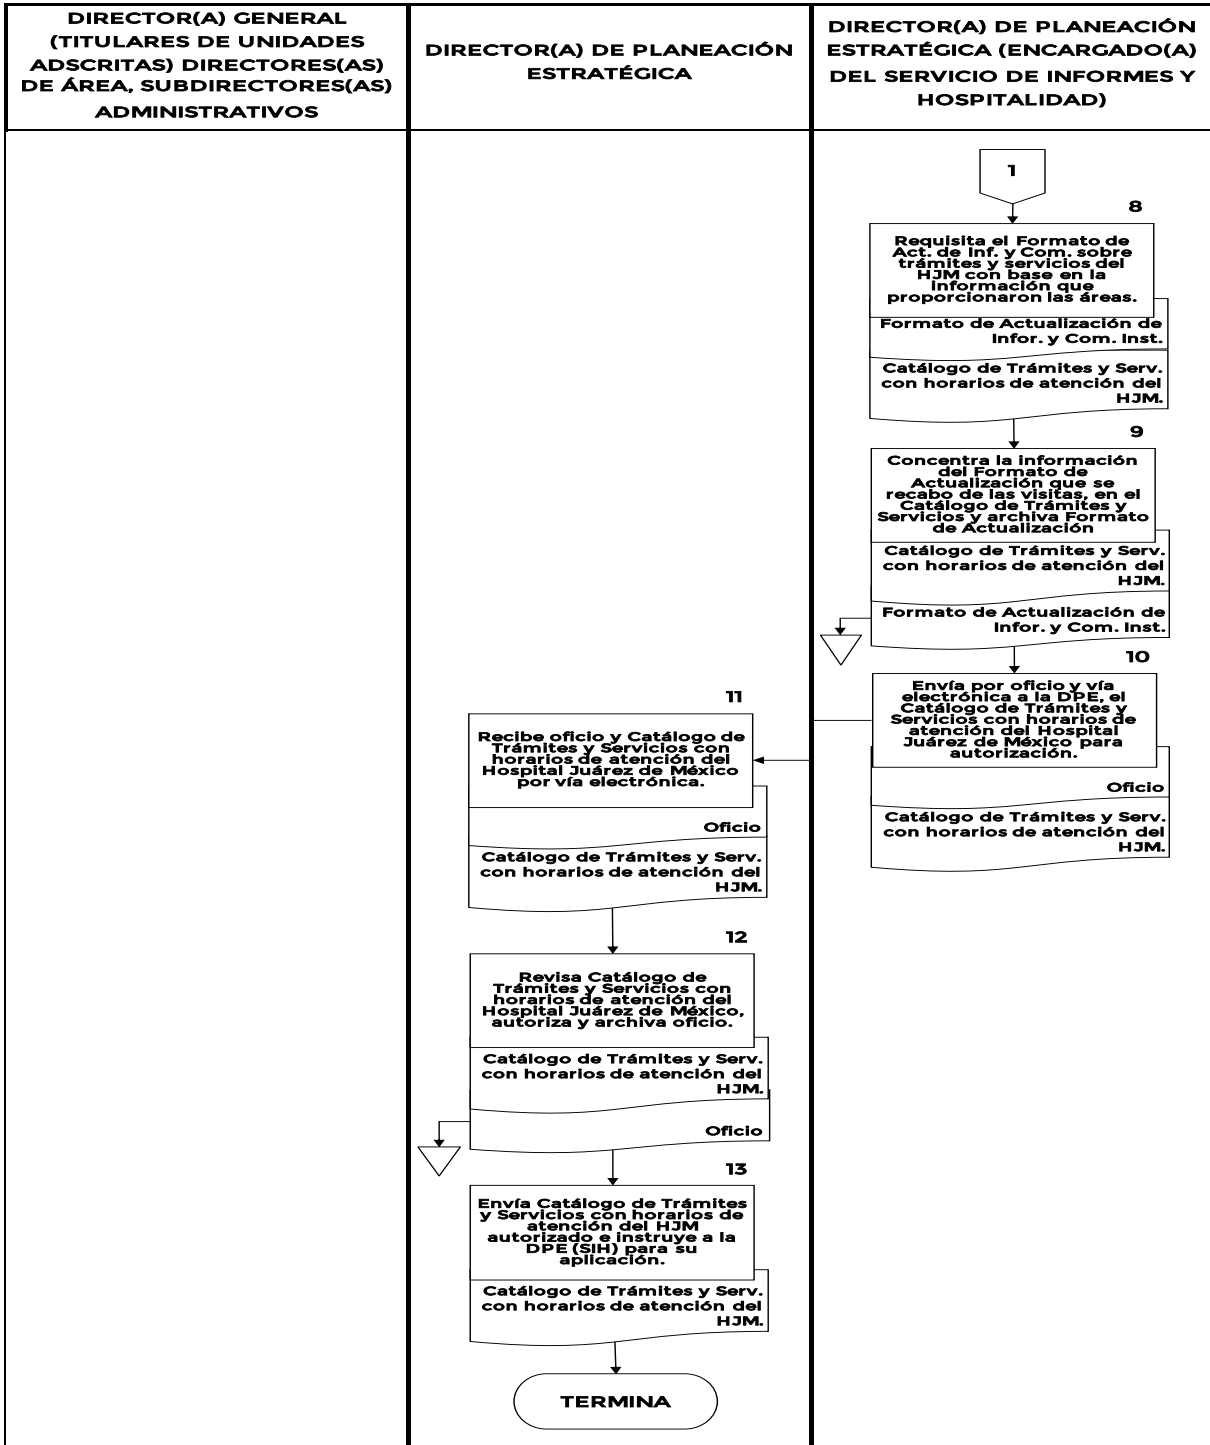 DIRECTOR(A) GENERAL
(TITULARES DE UNIDADES
ADSCRITAS) DIRECTORES(AS)
DE ÁREA, SUBDIRECTORES(AS)
ADMINISTRATIVOS
DIRECTOR(A) DE PLANEACIÓN
ESTRATÉGICA
DIRECTOR(A) DE PLANEACIÓN
ESTRATÉGICA (ENCARGADO(A)
DEL SERVICIO DE INFORMES Y
HOSPITALIDAD)
1
8
Requisita el Formato de
Act. de Inf. y Com. sobre
trámites y servicios del
HJM con base en la
información que
proporcionaron las áreas.
Formato de Actualización de
Infor. y Com. Inst.
Catálogo de Trámites y Serv.
con horarios de atención del
HJM.
9
Concentra la información
del Formato de
Actualización que se
recabo de las visitas, en el
Catálogo de Trámites y
Servicios y archiva Formato
de Actualización
Catálogo de Trámites y Serv.
con horarios de atención del
HJM.
Formato de Actualización de
Infor. y Com. Inst.
10
Envía por oficio y vía
electrónica a la DPE, el
Catálogo de Trámites y
Servicios con horarios de
atención del Hospital
Juárez de México para
autorización.
Oficio
Catálogo de Trámites y Serv.
con horarios de atención del
HJM.
11
Recibe oficio y Catálogo de
Trámites y Servicios con
horarios de atención del
Hospital Juárez de México
por vía electrónica.
Oficio
Catálogo de Trámites y Serv.
con horarios de atención del
HJM.
12
Revisa Catálogo de
Trámites y Servicios con
horarios de atención del
Hospital Juárez de México,
autoriza y archiva oficio.
Catálogo de Trámites y Serv.
con horarios de atención del
HJM.
Oficio
13
Envía Catálogo de Trámites
y Servicios con horarios de
atención del HJM
autorizado e instruye a la
DPE (SIH) para su
aplicación.
Catálogo de Trámites y Serv.
con horarios de atención del
HJM.
TERMINA